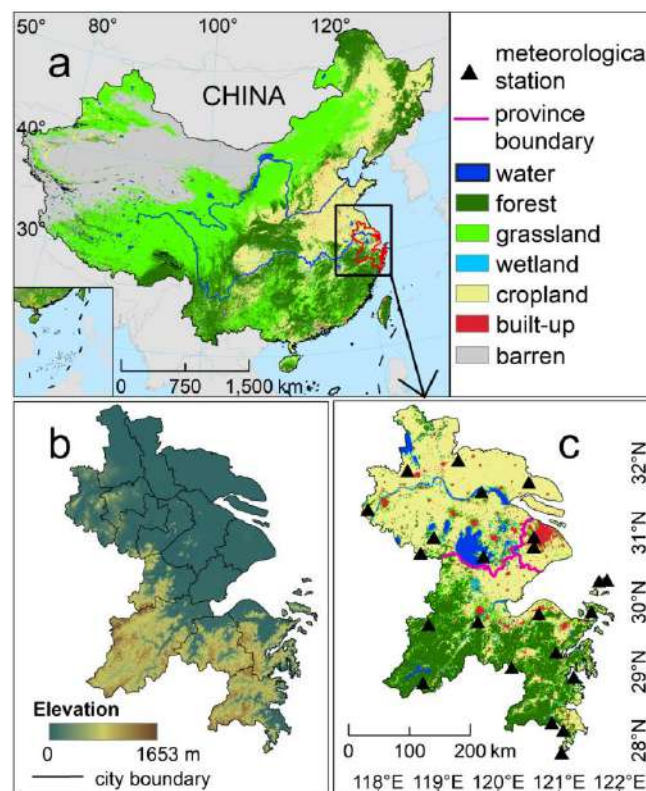 50° 80° 100° 120°
a
CHINA
40°
40°
30°
0 750 1,500 km
meteorological
station
province
boundary
water
forest
grassland
wetland
cropland
built-up
barren
b
Elevation
0 1653 m
city boundary
c
32°N
31°N
30°N
29°N
28°N
0 100 200 km
118°E 119°E 120°E 121°E 122°E